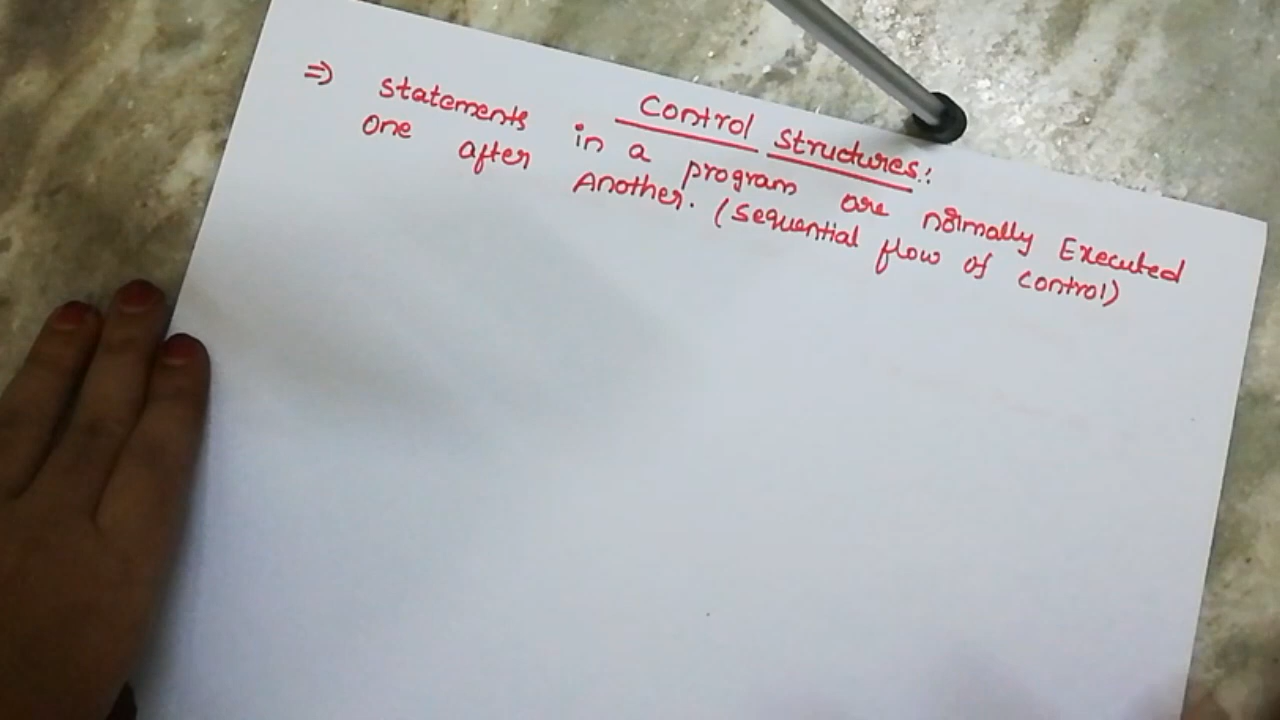 Control Structures:
⇒ statements in a program are normally Executed
one after Another. (sequential flow of control)